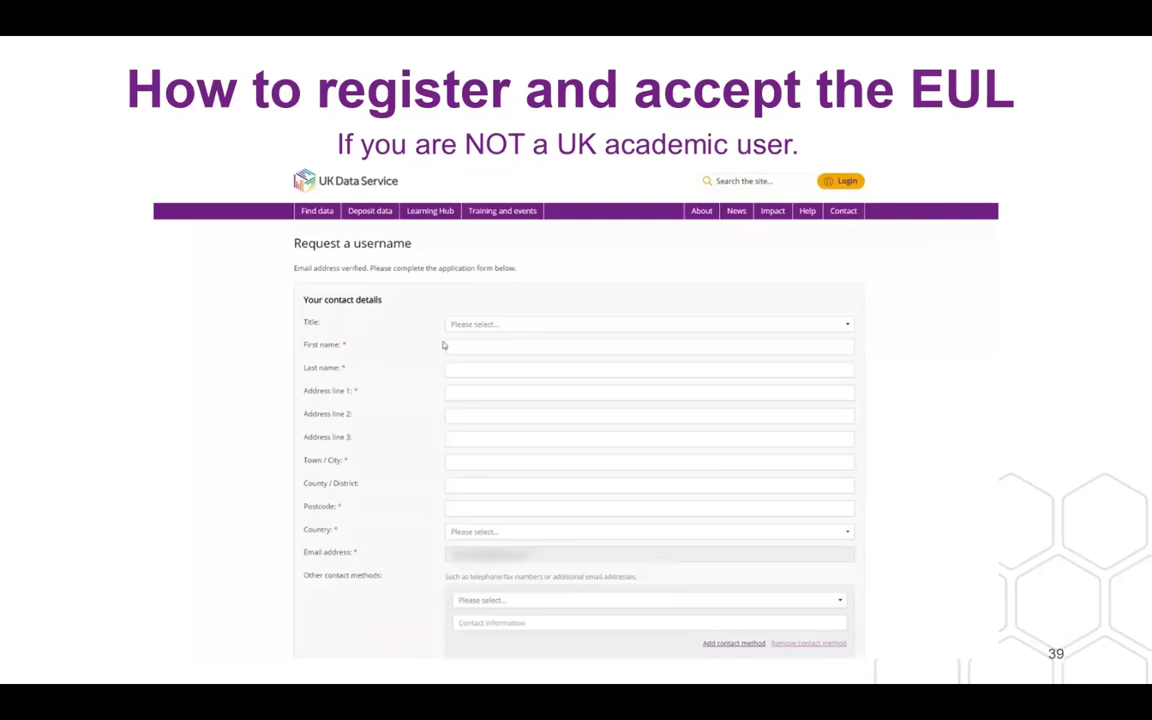 How to register and accept the EUL
If you are NOT a UK academic user.
UK Data Service
Search the site...
Login
Find data
Deposit data
Learning Hub
Training and events
About
News
Impact
Help
Contact
Request a username
Email address verified. Please complete the application form below.
Your contact details
Title:
Please select...
First name: *
Last name: *
Address line 1: *
Address line 2:
Address line 3:
Town / City: *
County / District:
Postcode: *
Country: *
Please select...
Email address: *
Other contact methods:
Such as telephone/fax numbers or additional email addresses.
Please select...
Contact information
Add contact method
Remove contact method
39